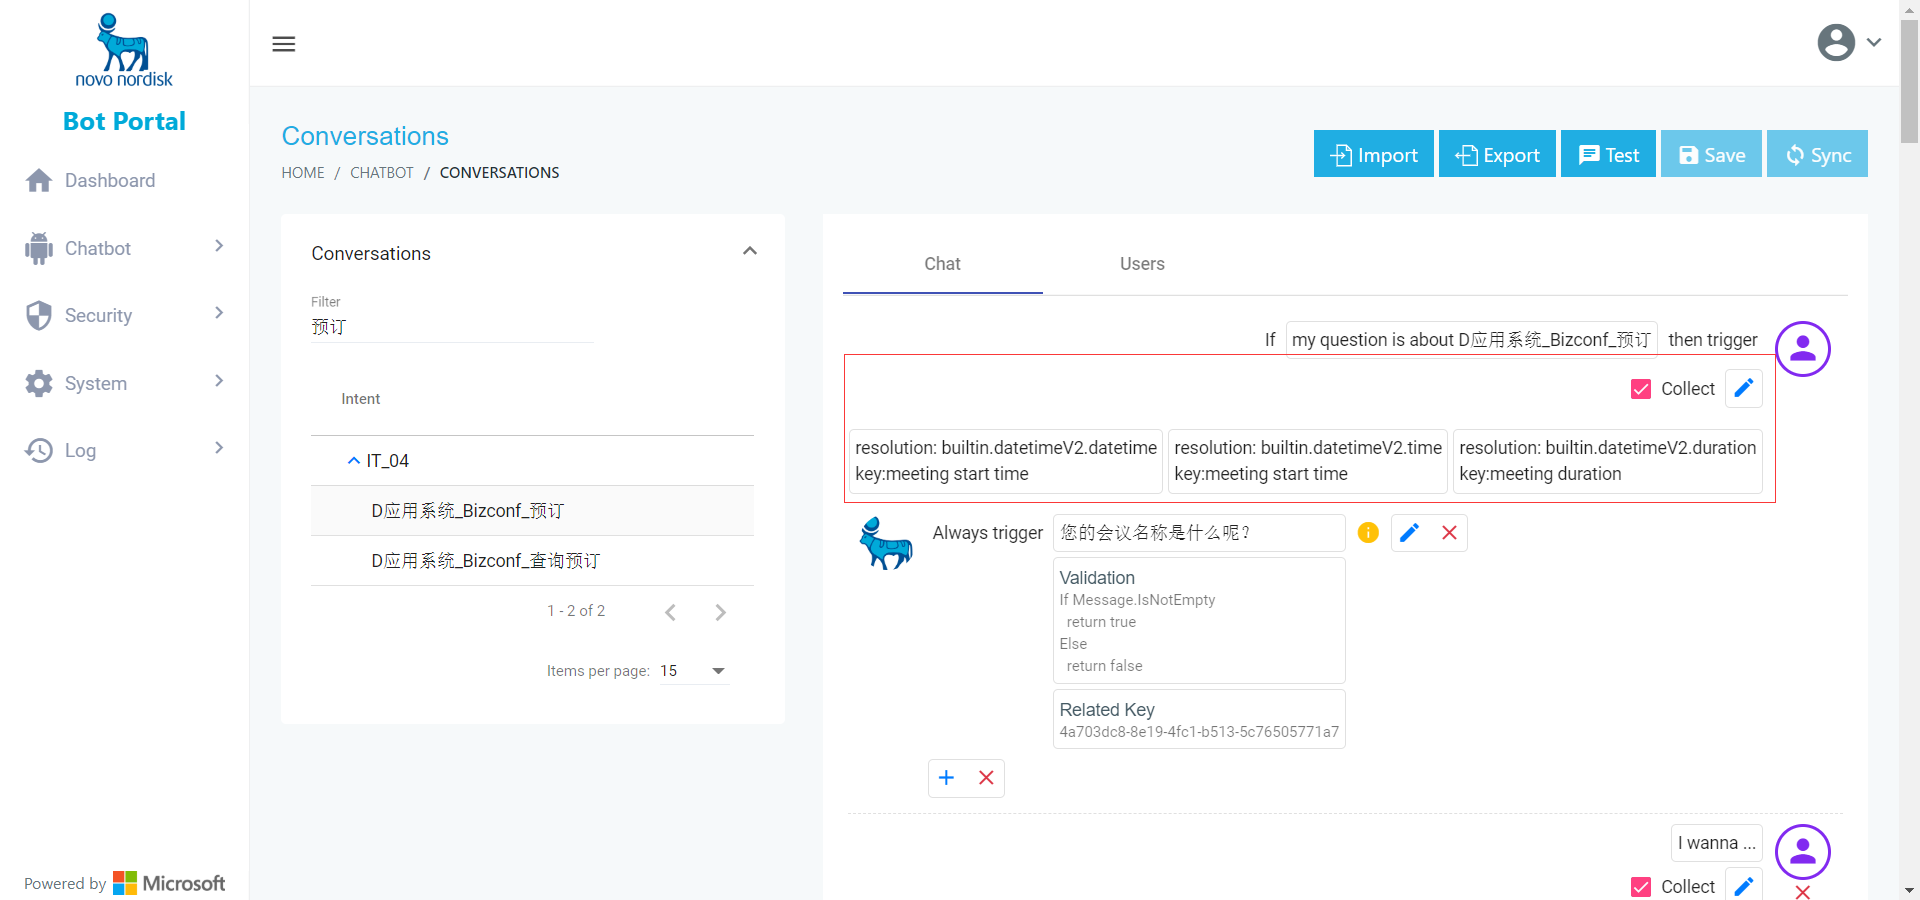 novo nordisk
Bot Portal
Dashboard
Chatbot
Security
System
Log
Powered by Microsoft
Conversations
HOME / CHATBOT / CONVERSATIONS
Import
Export
Test
Save
Sync
Conversations
Filter
预订
Intent
IT_04
D应用系统_Bizconf_预订
D应用系统_Bizconf_查询预订
1 - 2 of 2
Items per page: 15
Chat
Users
If my question is about D应用系统_Bizconf_预订 then trigger
Collect
resolution: builtin.datetimeV2.datetime
key:meeting start time
resolution: builtin.datetimeV2.time
key:meeting start time
resolution: builtin.datetimeV2.duration
key:meeting duration
Always trigger 您的会议名称是什么呢？
Validation
If Message.IsNotEmpty
return true
Else
return false
Related Key
4a703dc8-8e19-4fc1-b513-5c76505771a7
I wanna ...
Collect